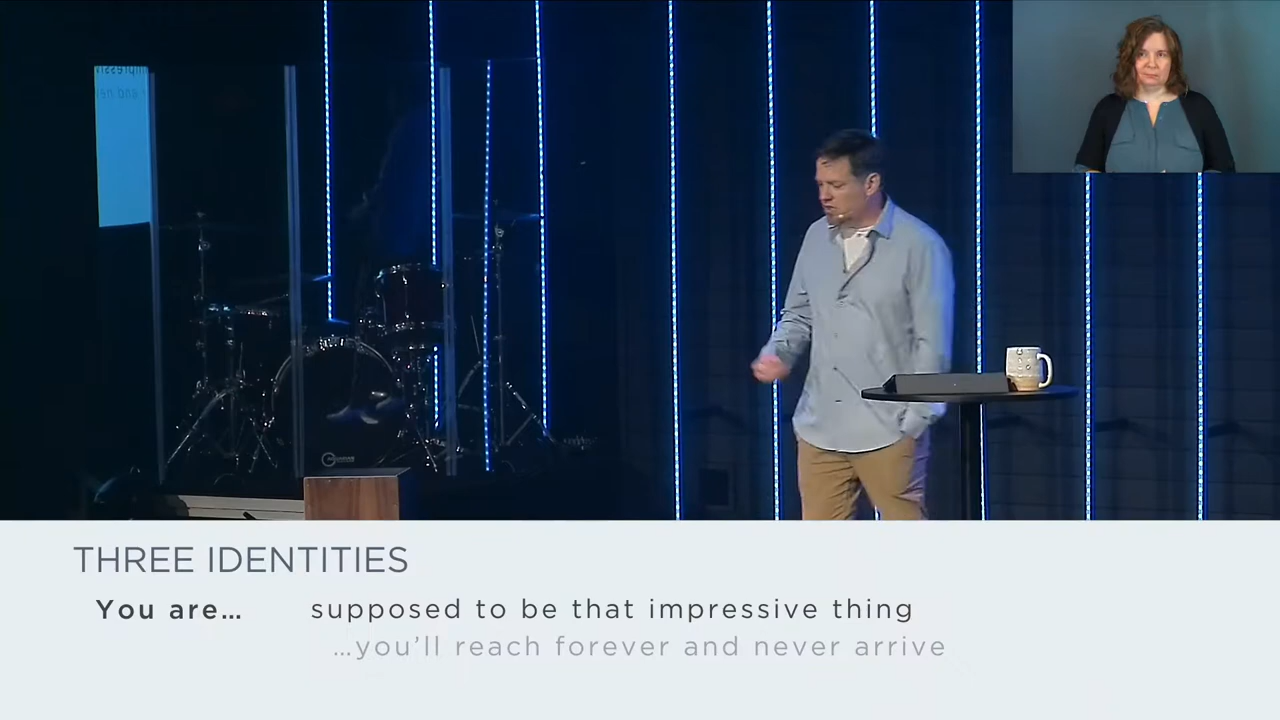 THREE IDENTITIES
You are… supposed to be that impressive thing
…you’ll reach forever and never arrive